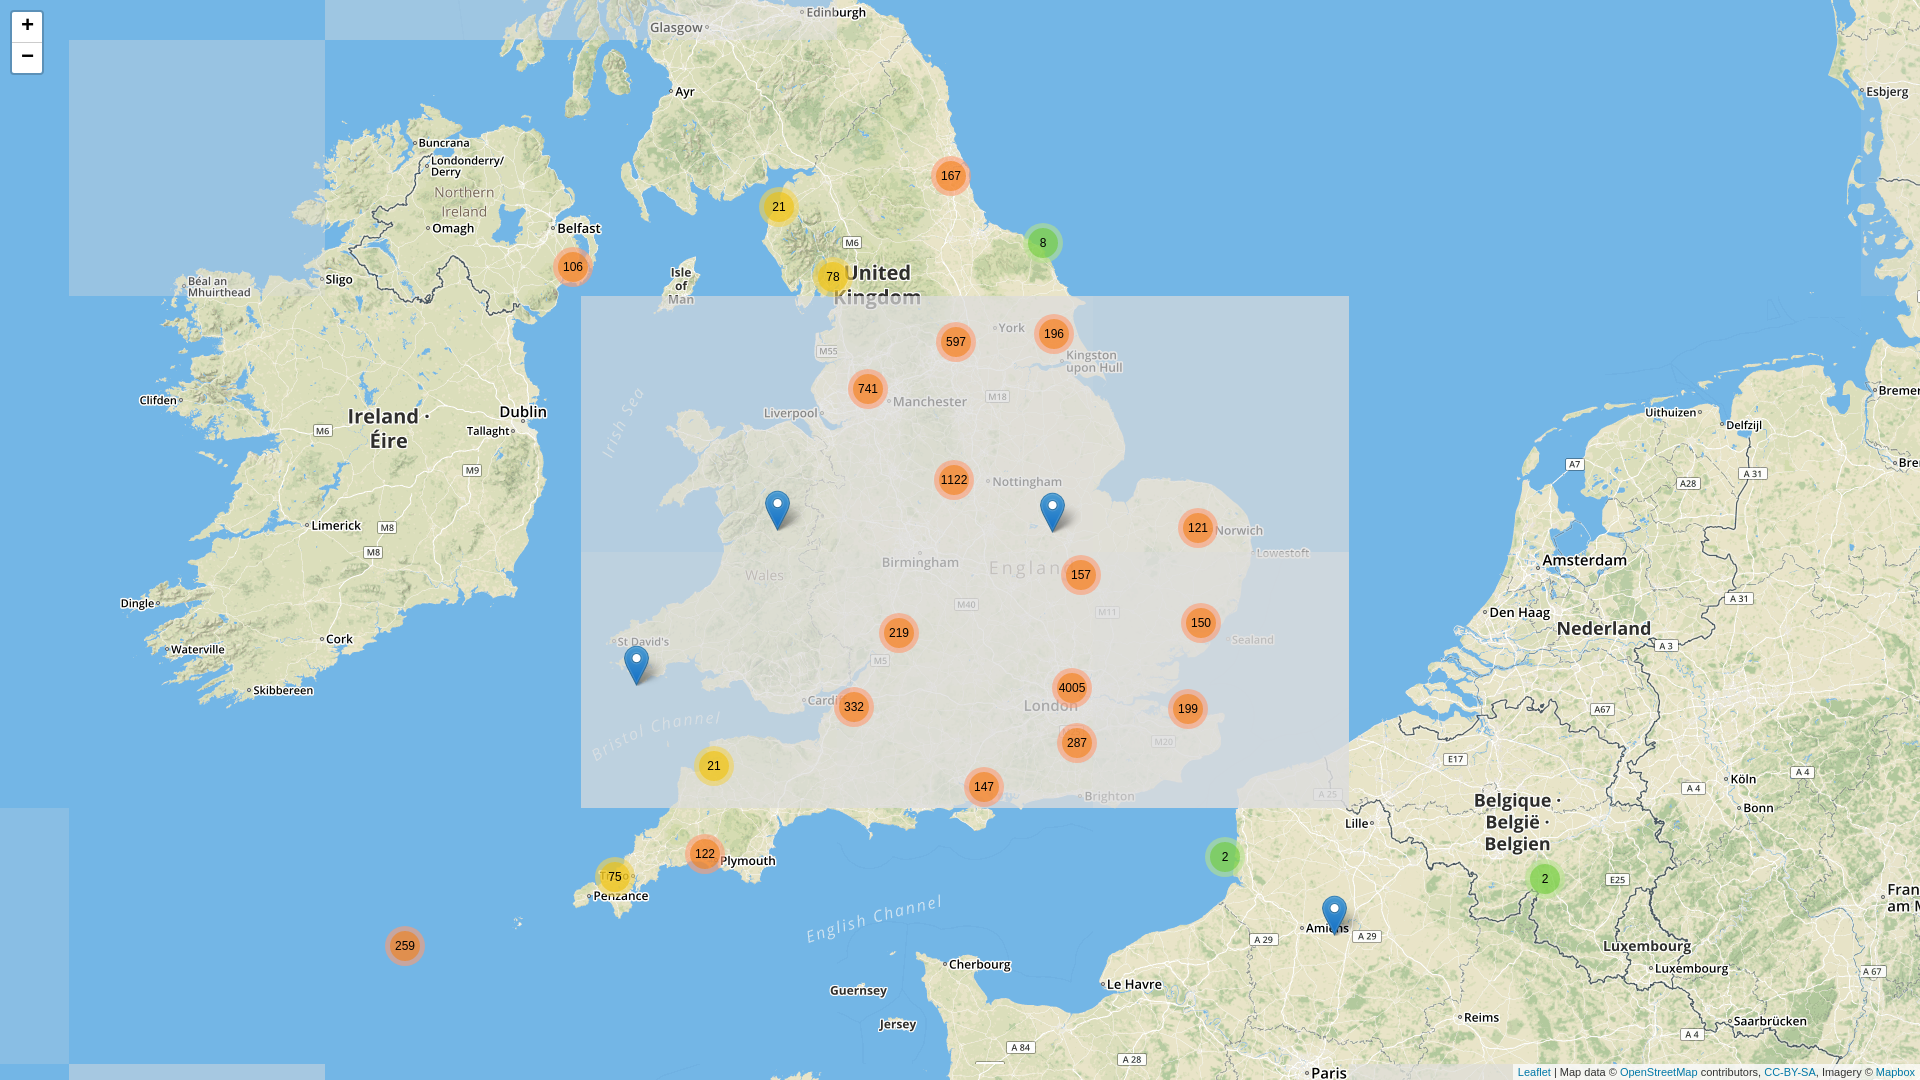 +
−
Glasgow
Edinburgh
Ayr
Esbjerg
Buncrana
Londonderry/
Derry
Northern
Ireland
Omagh
Belfast
167
21
8
M6
106
78
United
Kingdom
Isle
of
Man
Sligo
Béal an
Mhuirthead
York
196
597
M55
Kingston
upon Hull
741
Manchester
M18
Liverpool
Irish Sea
Clifden
Ireland ·
Éire
Dublin
Tallaght
M6
M9
Uithuizen
Delfzijl
Breme
Bre
A7
A 31
A28
1122
Nottingham
121
Norwich
Lowestoft
Limerick
M8
M8
Birmingham
Englan
Wales
157
Amsterdam
A 31
M40
M11
Dingle
Cork
Waterville
Skibbereen
Den Haag
Nederland
A 3
219
150
Sealand
St David's
M5
4005
London
199
Cardi
332
287
M20
A67
Bristol Channel
21
147
Brighton
A 25
E17
Köln
A 4
A 4
Bonn
Belgique ·
België ·
Belgien
Lille
122
Plymouth
75
Penzance
2
2
E25
Fran
am M
English Channel
259
Amiens
A 29
A 29
Luxembourg
Luxembourg
A 67
Cherbourg
Le Havre
Guernsey
Jersey
Reims
Saarbrücken
A 4
A 84
A 28
Paris
Leaflet | Map data © OpenStreetMap contributors, CC-BY-SA, Imagery © Mapbox